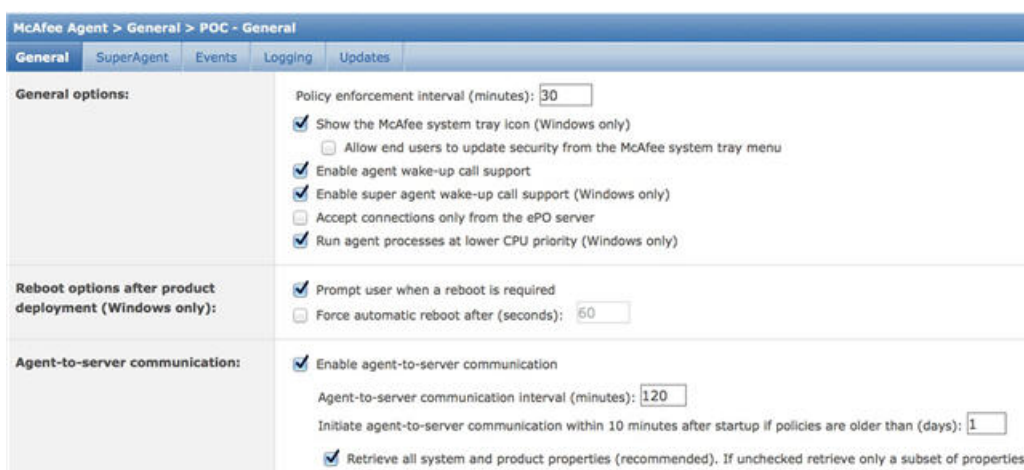 McAfee Agent > General > POC - General
General SuperAgent Events Logging Updates
General options:
Policy enforcement interval (minutes): 30
Show the McAfee system tray icon (Windows only)
Allow end users to update security from the McAfee system tray menu
Enable agent wake-up call support
Enable super agent wake-up call support (Windows only)
Accept connections only from the ePO server
Run agent processes at lower CPU priority (Windows only)
Reboot options after product
deployment (Windows only):
Prompt user when a reboot is required
Force automatic reboot after (seconds): 60
Agent-to-server communication:
Enable agent-to-server communication
Agent-to-server communication interval (minutes): 120
Initiate agent-to-server communication within 10 minutes after startup if policies are older than (days): 1
Retrieve all system and product properties (recommended). If unchecked retrieve only a subset of properties